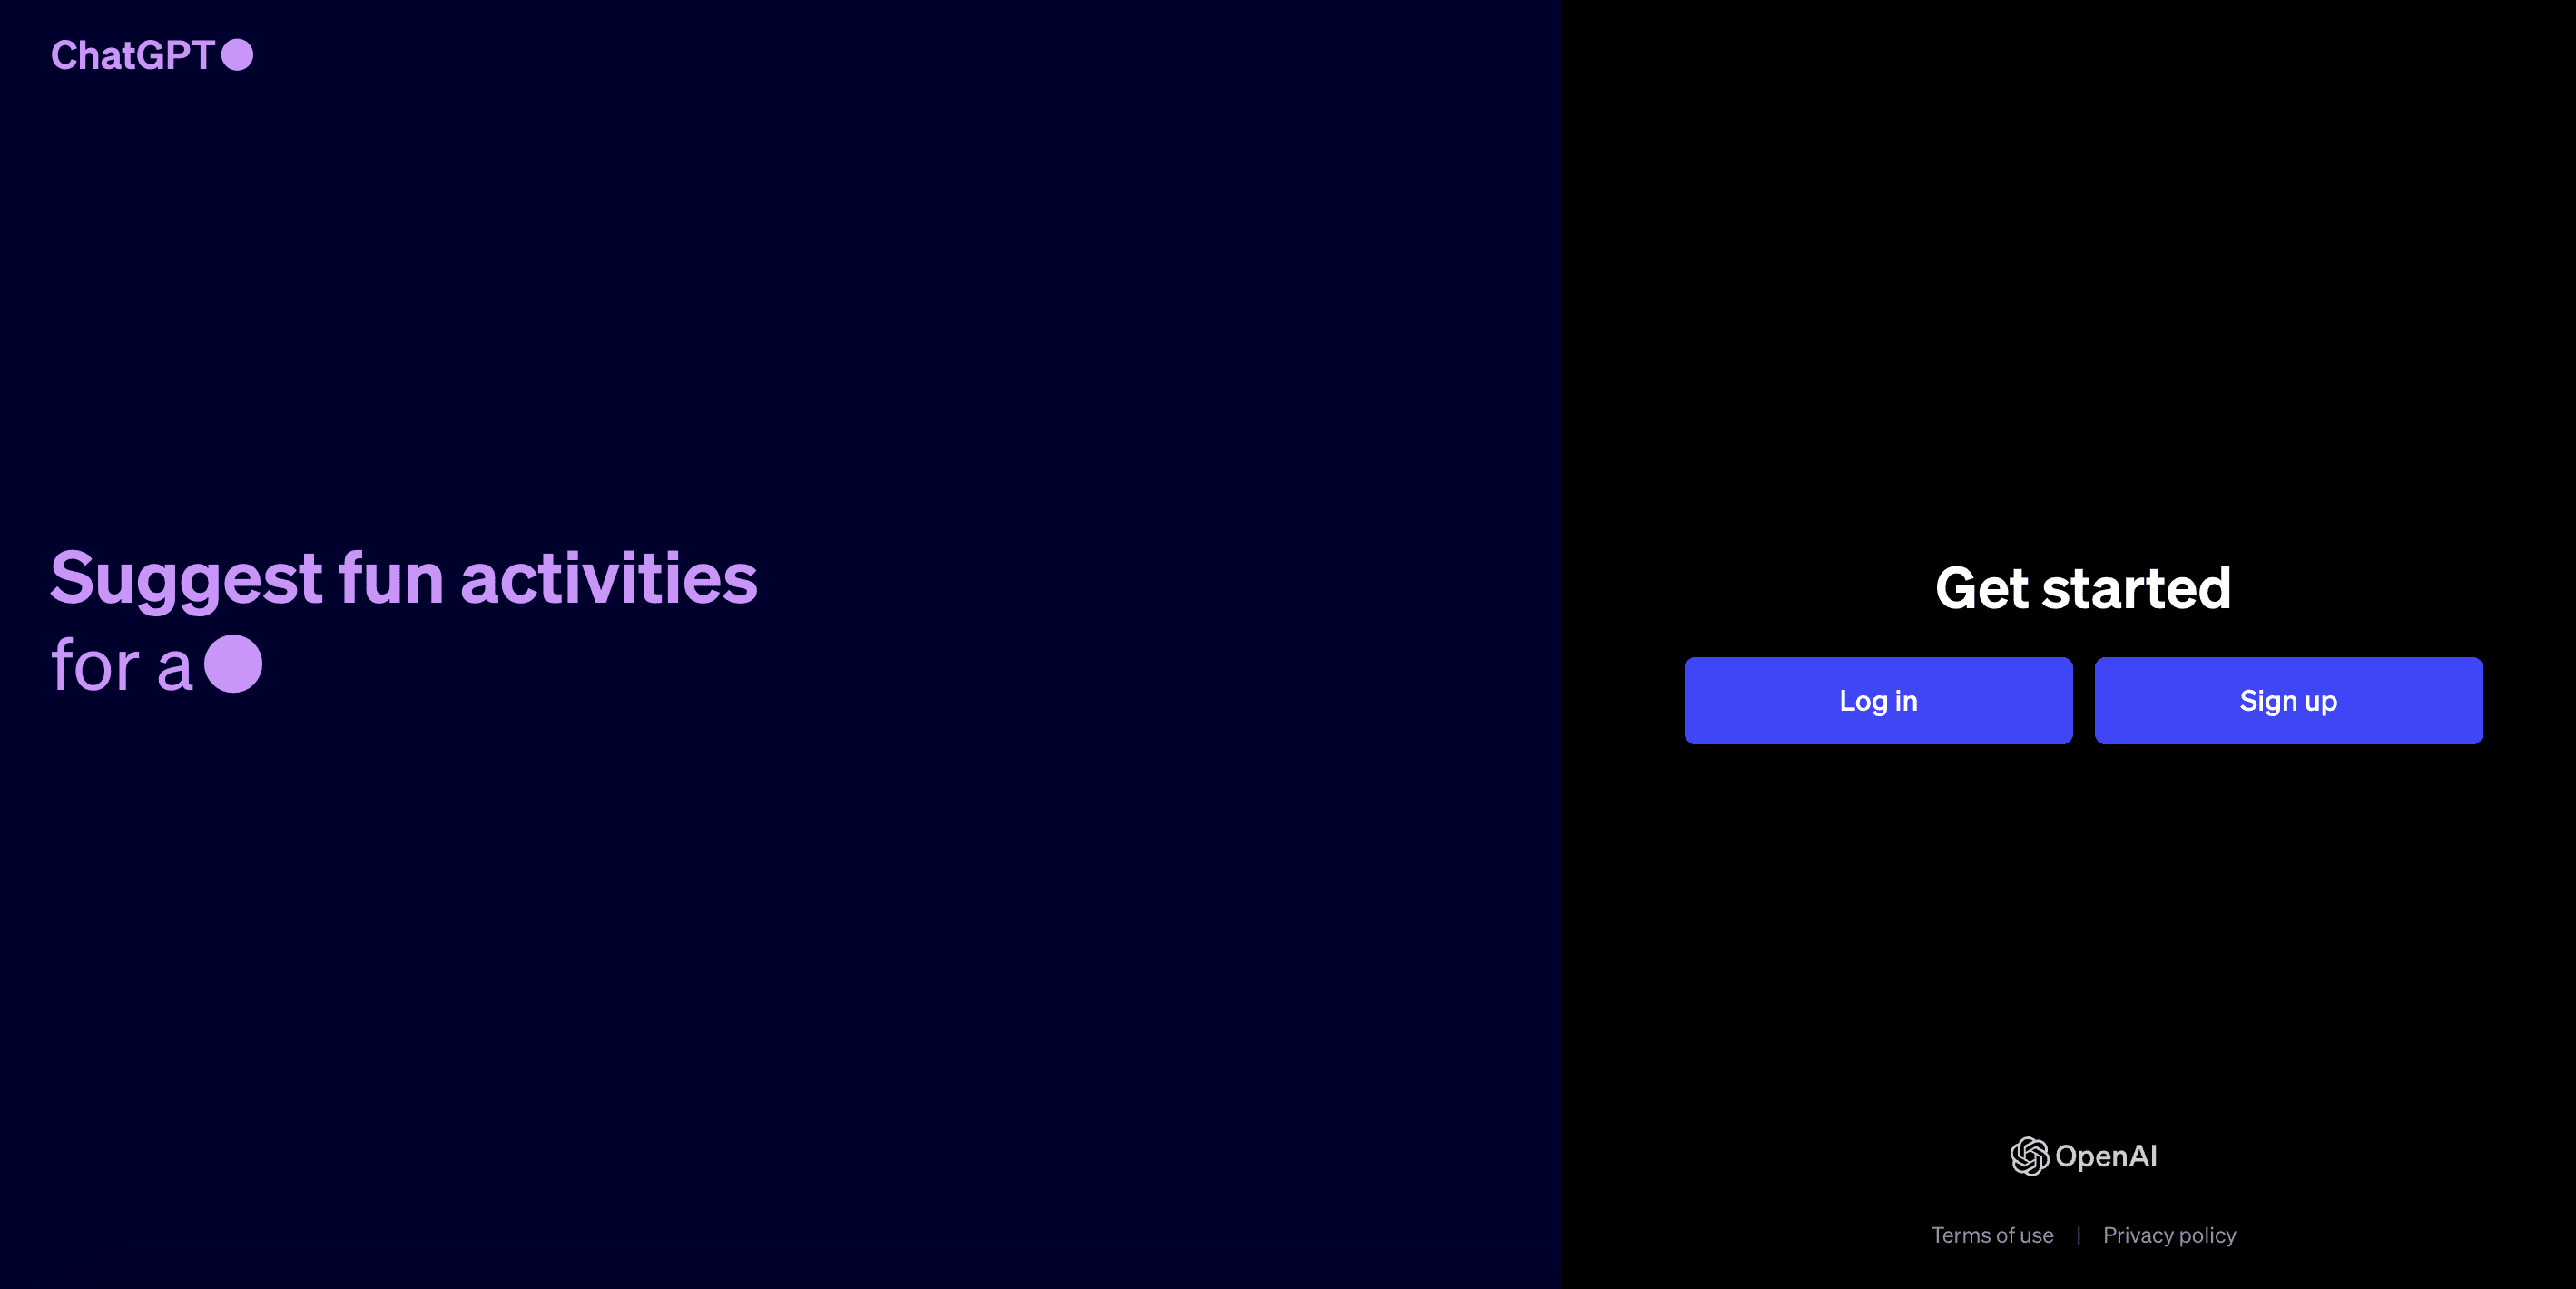 ChatGPT
Suggest fun activities
for a
Get started
Log in
Sign up
OpenAI
Terms of use | Privacy policy